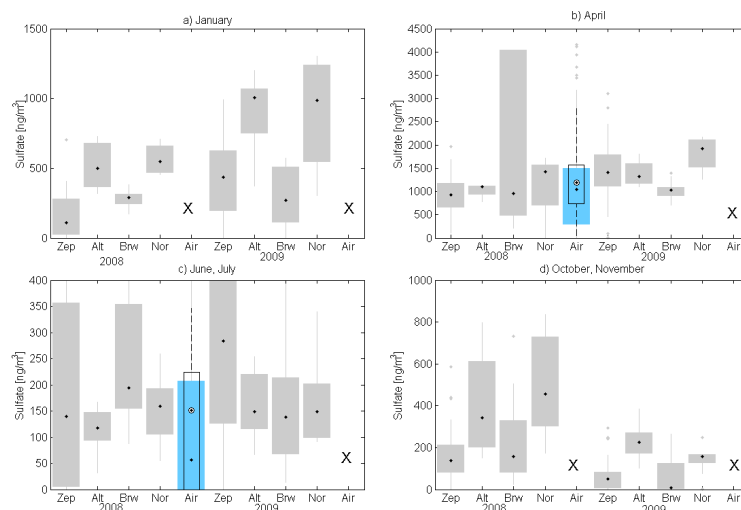 a) January
Sulfate [ng/m³]
1500
1000
500
0
X
X
Zep Alt Brw Nor Air Zep Alt Brw Nor Air
2008 2009
b) April
Sulfate [ng/m³]
4500
4000
3500
3000
2500
2000
1500
1000
500
0
X
Zep Alt Brw Nor Air Zep Alt Brw Nor Air
2008 2009
c) June, July
Sulfate [ng/m³]
400
350
300
250
200
150
100
50
0
X
Zep Alt Brw Nor Air Zep Alt Brw Nor Air
2008 2009
d) October, November
Sulfate [ng/m³]
1000
800
600
400
200
0
X
X
Zep Alt Brw Nor Air Zep Alt Brw Nor Air
2008 2009